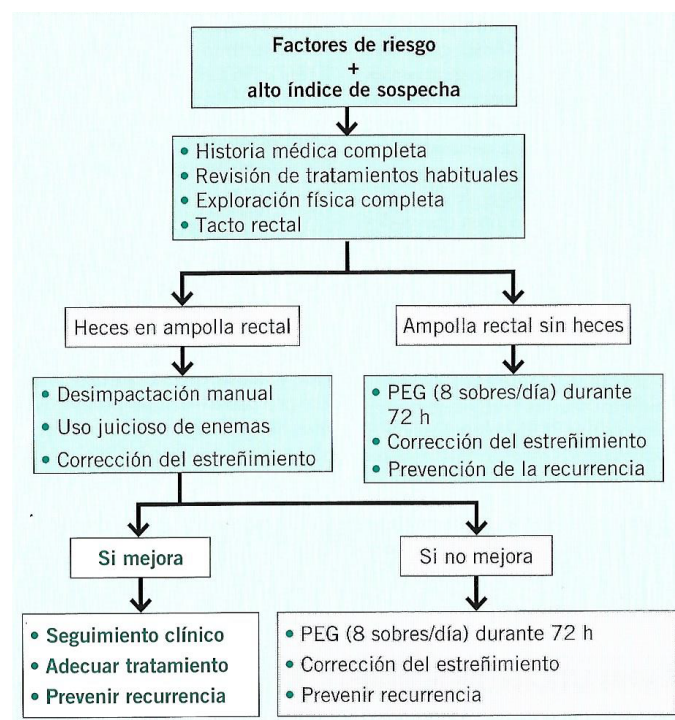 Factores de riesgo
+
alto índice de sospecha
• Historia médica completa
• Revisión de tratamientos habituales
• Exploración física completa
• Tacto rectal
Heces en ampolla rectal
Ampolla rectal sin heces
• Desimpactación manual
• Uso juicioso de enemas
• Corrección del estreñimiento
• PEG (8 sobres/día) durante
72 h
• Corrección del estreñimiento
• Prevención de la recurrencia
Si mejora
Si no mejora
• Seguimiento clínico
• Adecuar tratamiento
• Prevenir recurrencia
• PEG (8 sobres/día) durante 72 h
• Corrección del estreñimiento
• Prevenir recurrencia